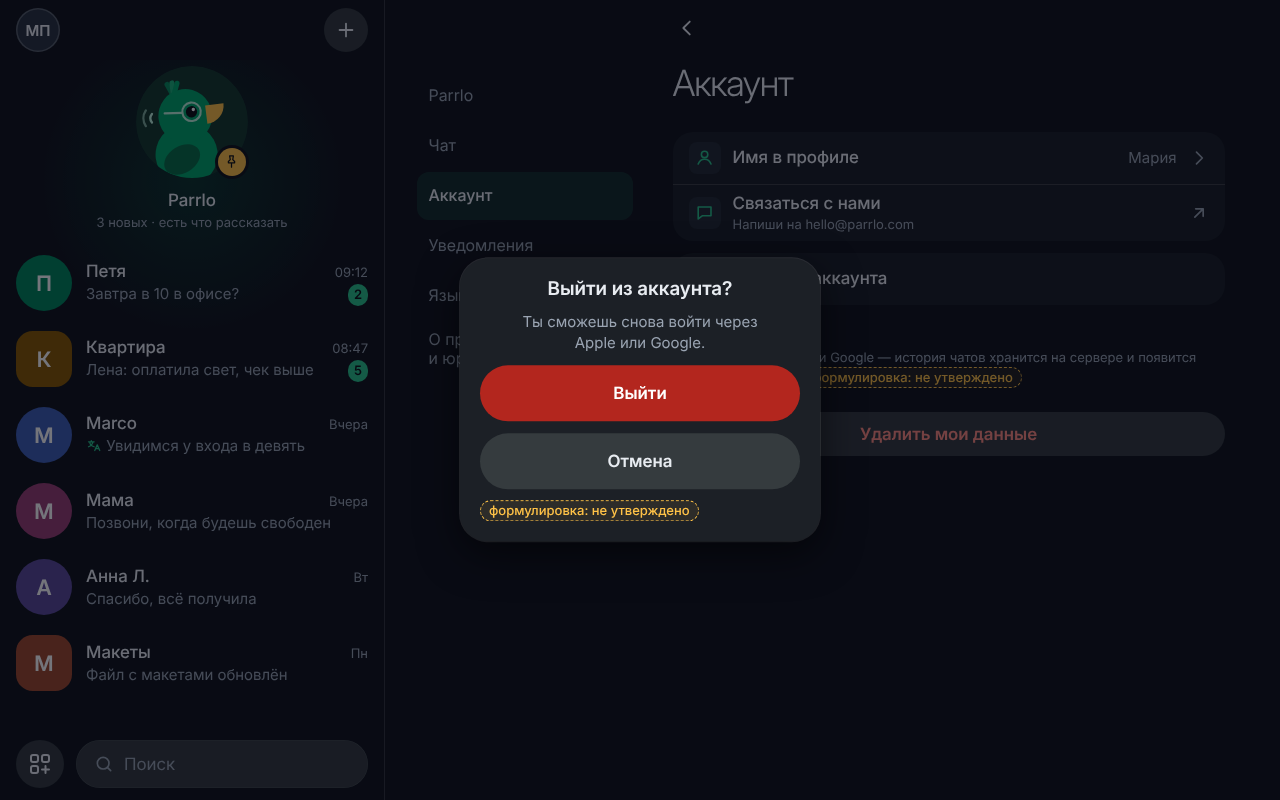 МП
Parrlo
3 новых · есть что рассказать
Петя
09:12
Завтра в 10 в офисе?
2
П
Квартира
08:47
Лена: оплатила свет, чек выше
5
К
Marco
Вчера
Увидимся у входа в девять
M
Мама
Вчера
Позвони, когда будешь свободен
М
Анна Л.
Вт
Спасибо, всё получила
А
Макеты
Пн
Файл с макетами обновлён
М
Поиск
Parrlo
Чат
Аккаунт
Уведомления
Аккаунт
Имя в профиле
Мария
Связаться с нами
Напиши на hello@parrlo.com
аккаунта
и Google — история чатов хранится на сервере и появится
формулировка: не утверждено
Удалить мои данные
Выйти из аккаунта?
Ты сможешь снова войти через
Apple или Google.
Выйти
Отмена
формулировка: не утверждено